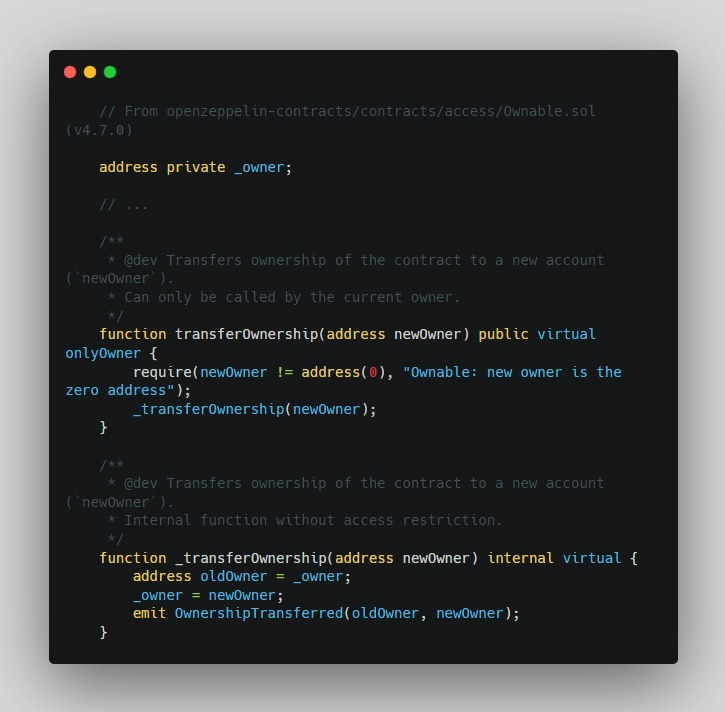 // From openzeppelin-contracts/contracts/access/Ownable.sol
(v4.7.0)
address private _owner;
// ...
/**
* @dev Transfers ownership of the contract to a new account
(`newOwner`).
* Can only be called by the current owner.
*/
function transferOwnership(address newOwner) public virtual
onlyOwner {
require(newOwner != address(0), "Ownable: new owner is the
zero address");
_transferOwnership(newOwner);
}
/**
* @dev Transfers ownership of the contract to a new account
(`newOwner`).
* Internal function without access restriction.
*/
function _transferOwnership(address newOwner) internal virtual {
address oldOwner = _owner;
_owner = newOwner;
emit OwnershipTransferred(oldOwner, newOwner);
}